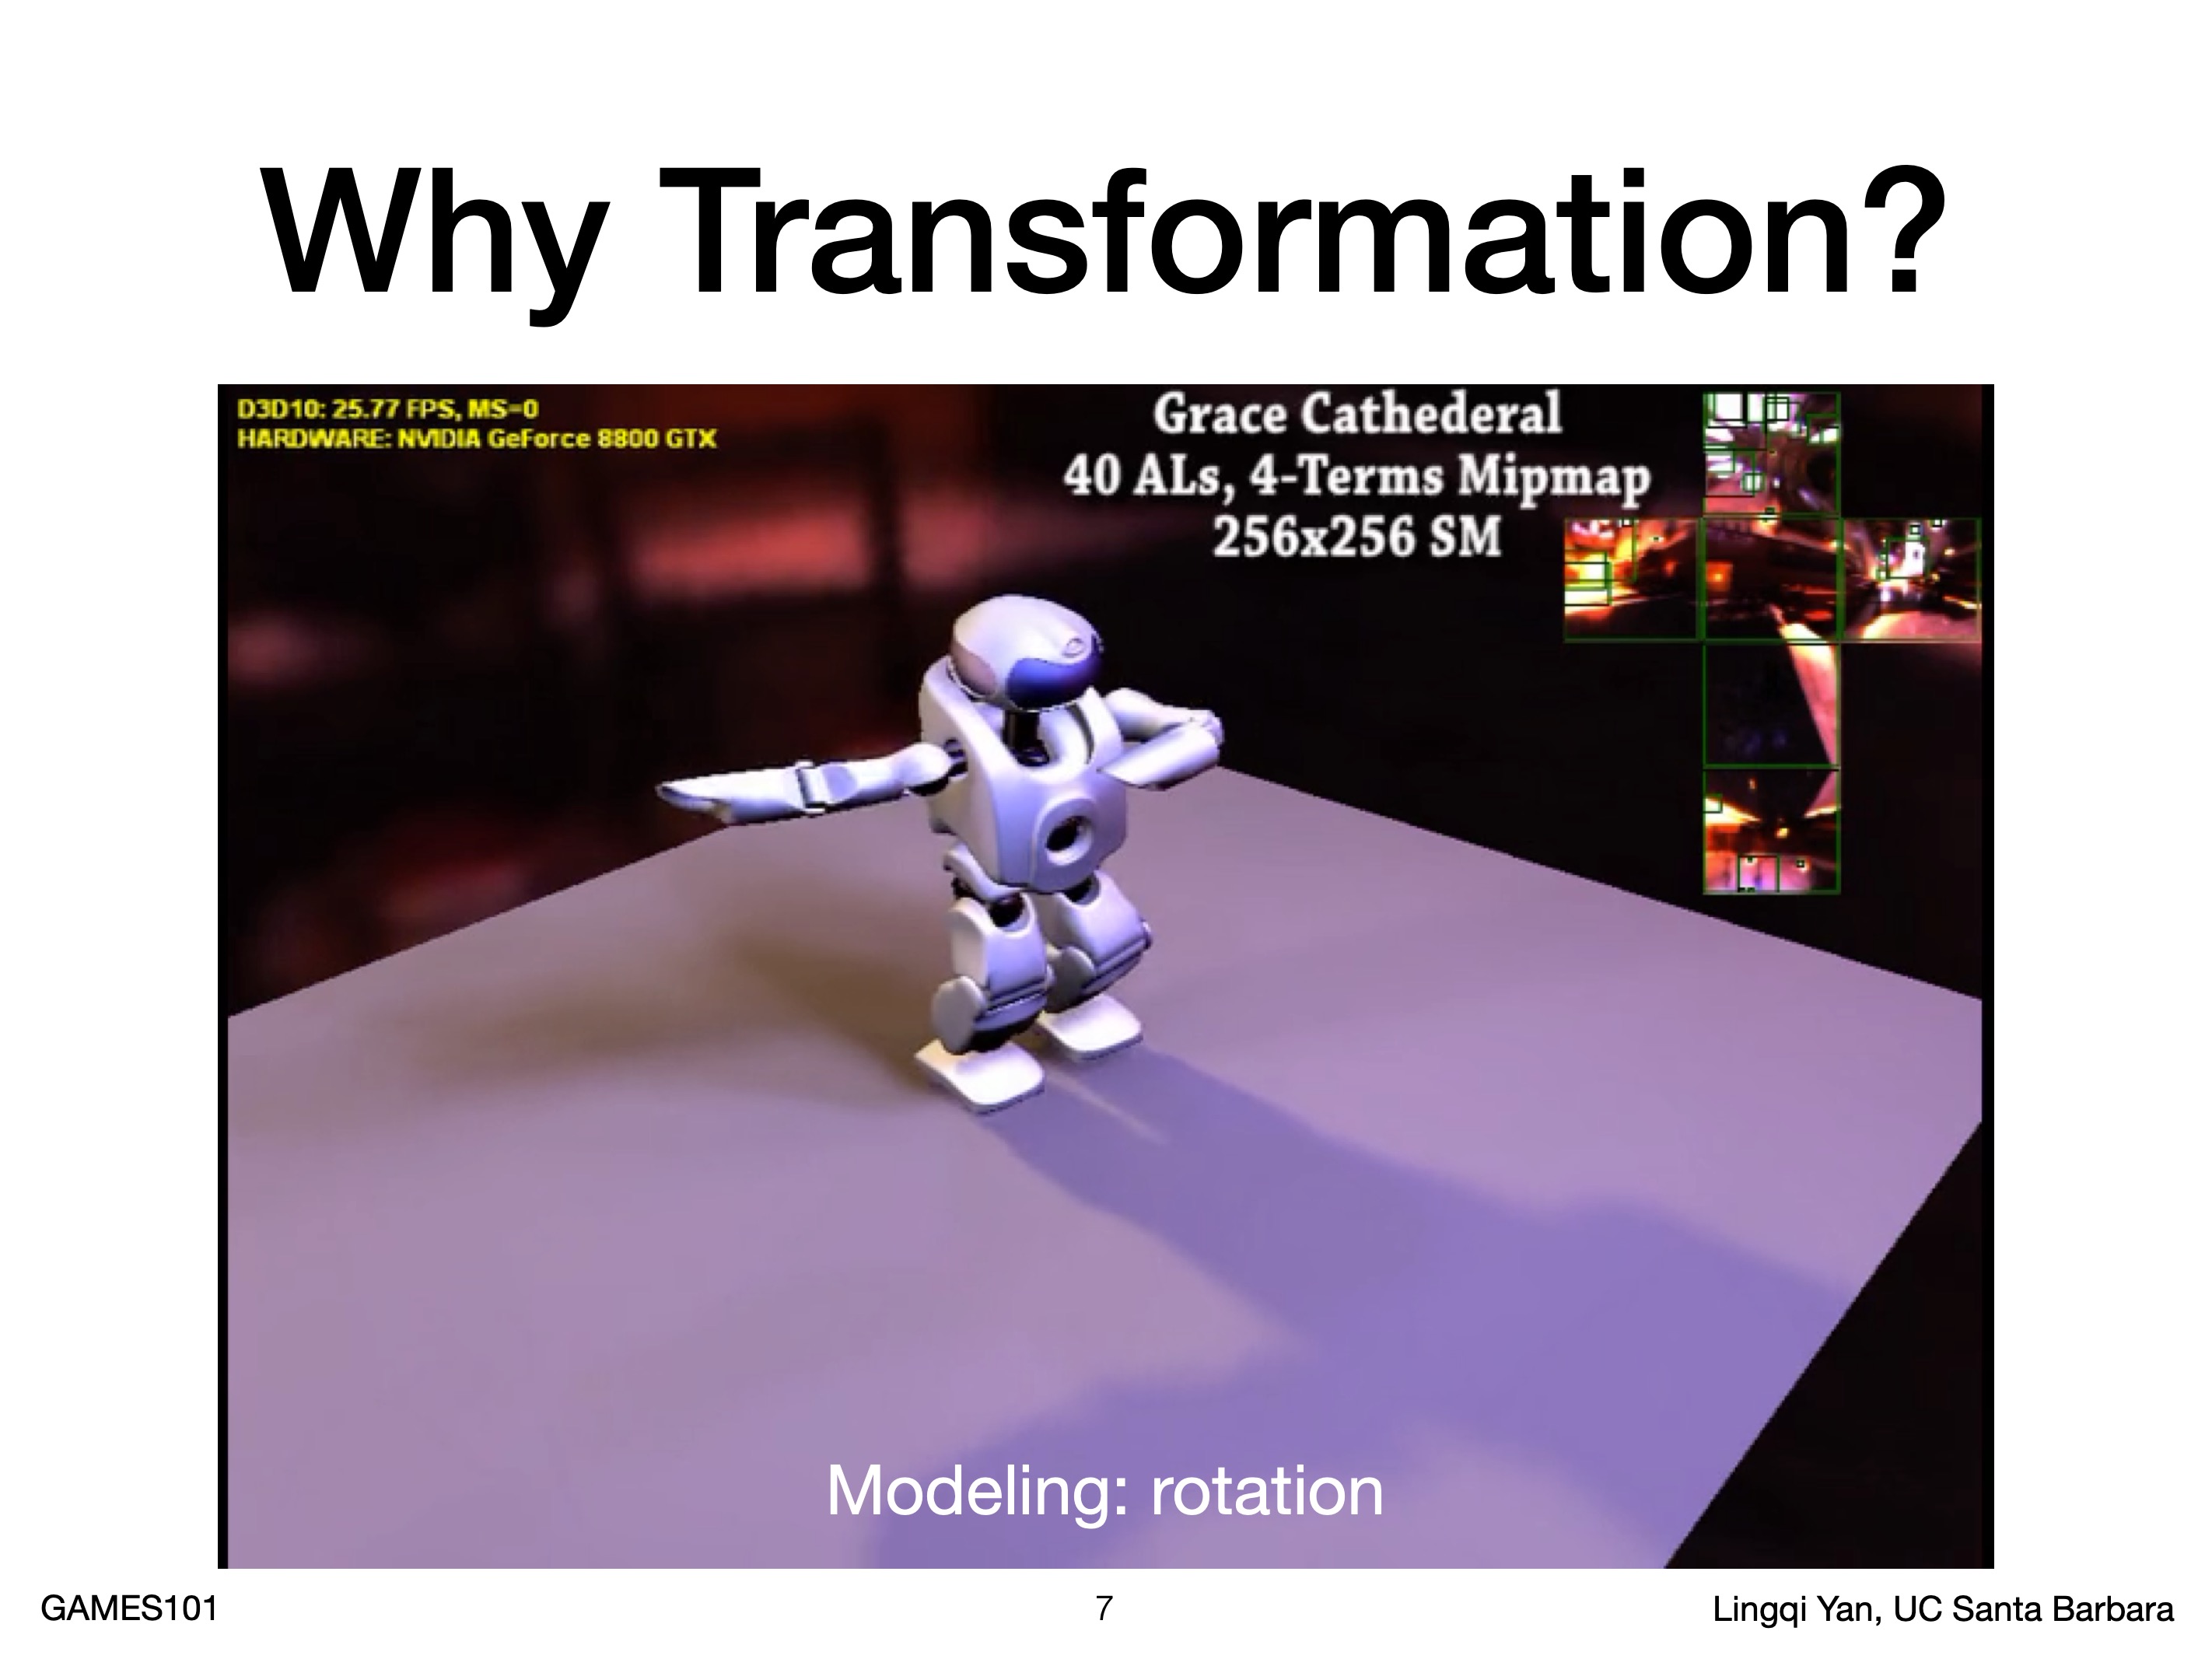 Why Transformation?
D3D10: 25.77 FPS, MS=0
HARDWARE: NVIDIA GeForce 8800 GTX
Grace Cathederal
40 ALs, 4-Terms Mipmap
256x256 SM
Modeling: rotation
GAMES101
7
Lingqi Yan, UC Santa Barbara